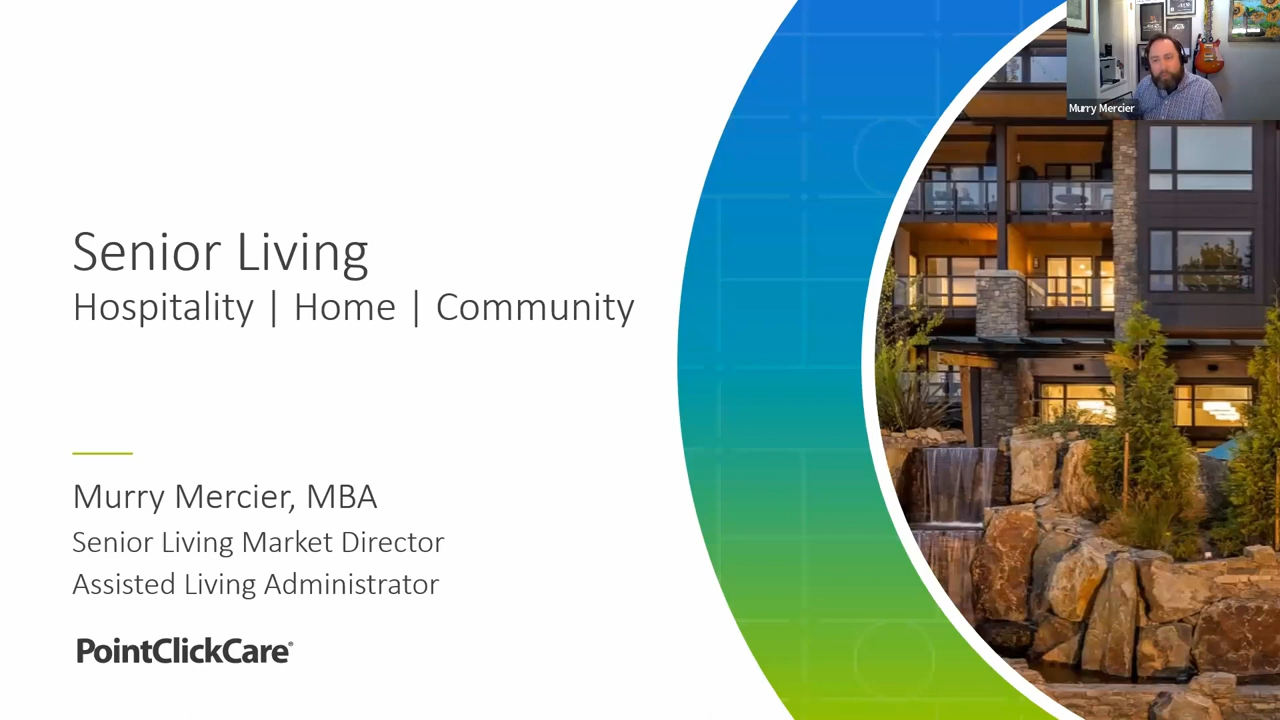 Murry Mercier
Senior Living
Hospitality | Home | Community
Murry Mercier, MBA
Senior Living Market Director
Assisted Living Administrator
PointClickCare®